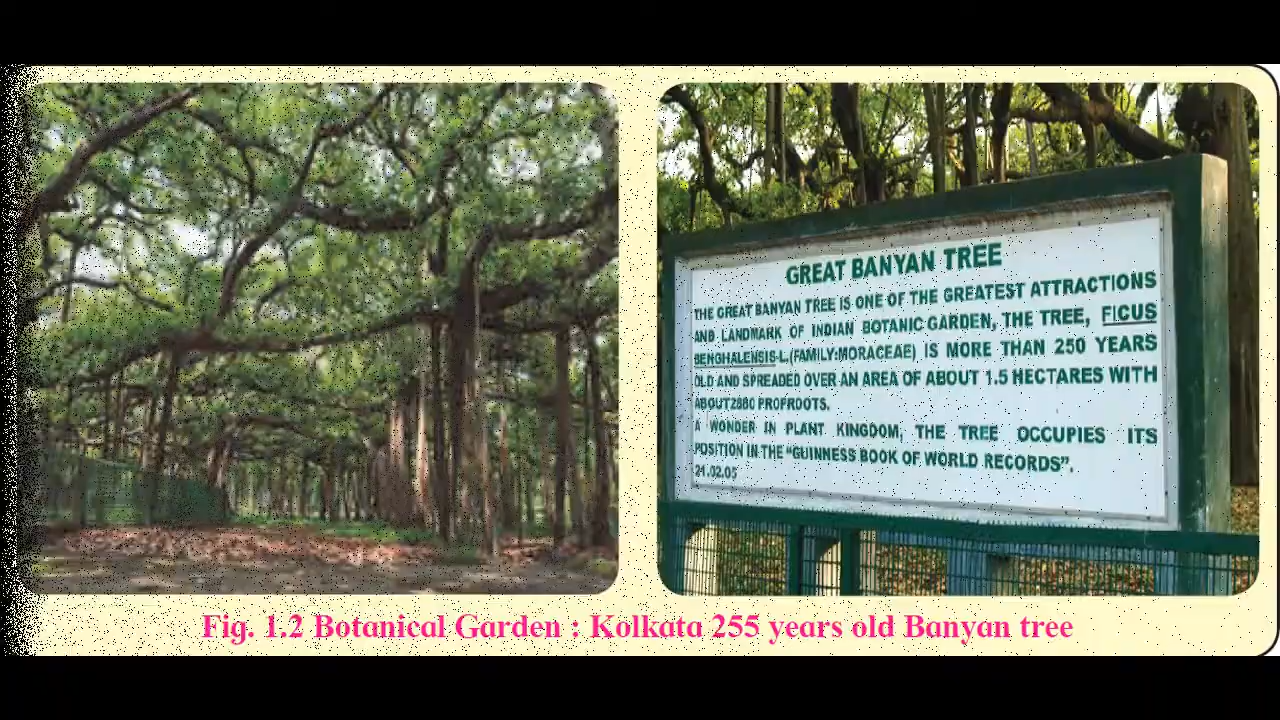 GREAT BANYAN TREE
THE GREAT BANYAN TREE IS ONE OF THE GREATEST ATTRACTIONS
AND LANDMARK OF INDIAN BOTANIC GARDEN, THE TREE, FICUS
BENGHALENSIS-L.(FAMILY:MORACEAE) IS MORE THAN 250 YEARS
OLD AND SPREADED OVER AN AREA OF ABOUT 1.5 HECTARES WITH
ABOUT 2880 PROPROOTS.
A WONDER IN PLANT KINGDOM, THE TREE OCCUPIES ITS
POSITION IN THE "GUINNESS BOOK OF WORLD RECORDS".
24.02.05
Fig. 1.2 Botanical Garden : Kolkata 255 years old Banyan tree